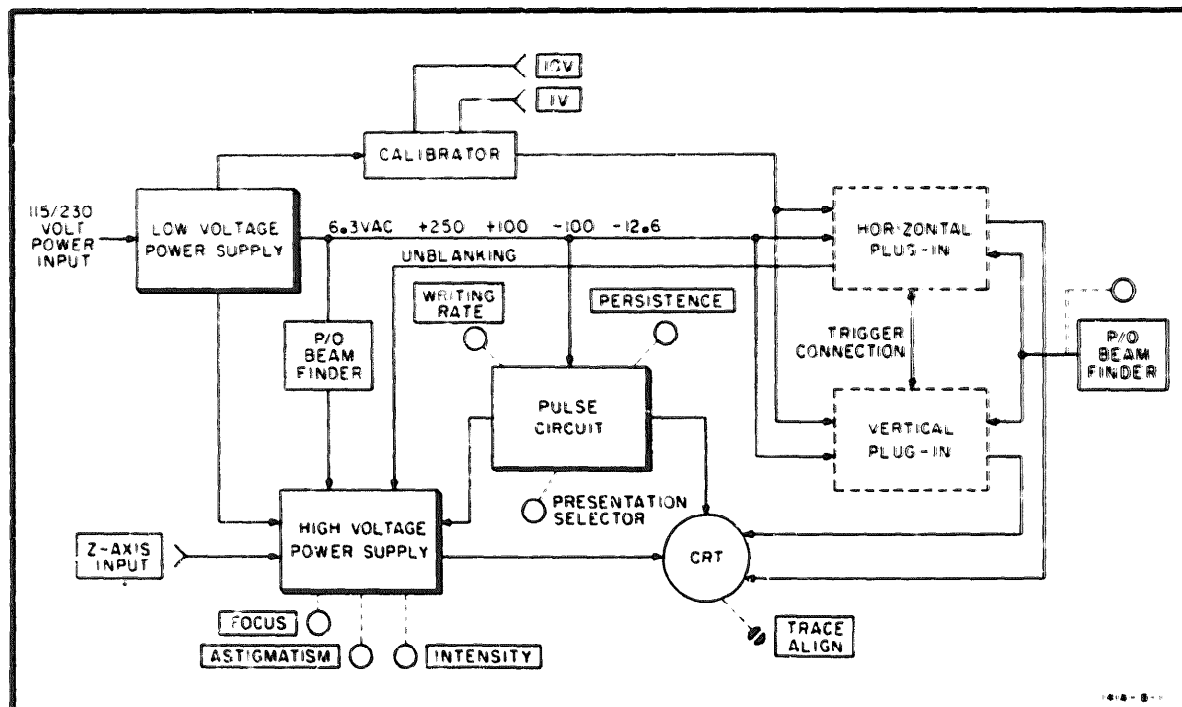 10V
1V
CALIBRATOR
115/230
VOLT
POWER
INPUT
LOW VOLTAGE
POWER SUPPLY
6.3VAC +250 +100 -100 -12.6
UNBLANKING
HORIZONTAL
PLUG-IN
WRITING
RATE
PERSISTENCE
P/O
BEAM
FINDER
TRIGGER
CONNECTION
P/O
BEAM
FINDER
PULSE
CIRCUIT
VERTICAL
PLUG-IN
PRESENTATION
SELECTOR
HIGH VOLTAGE
POWER SUPPLY
Z-AXIS
INPUT
CRT
FOCUS
ASTIGMATISM
INTENSITY
TRACE
ALIGN